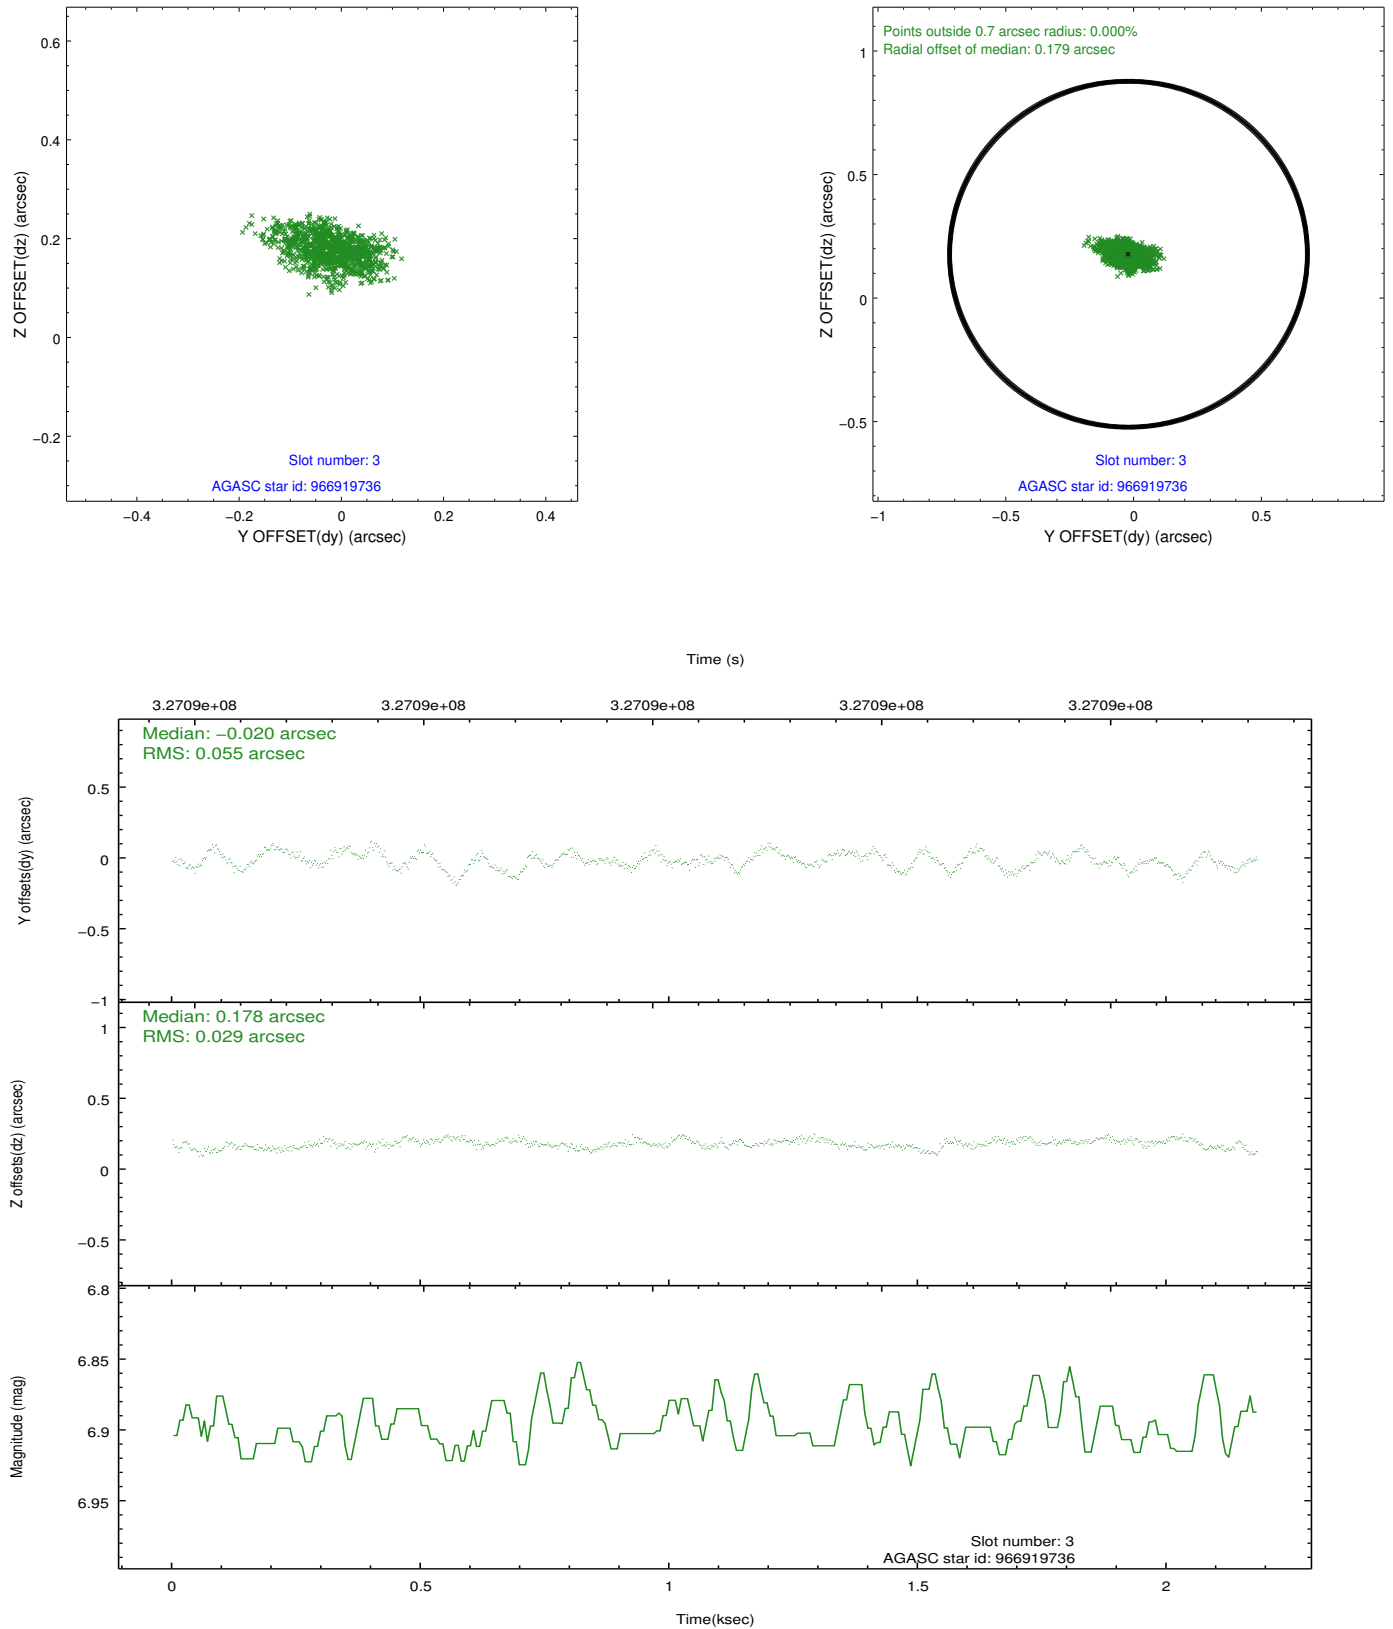 0.6
0.4
0.2
0
−0.2
Z OFFSET(dz) (arcsec)
Slot number: 3
AGASC star id: 966919736
−0.4 −0.2 0 0.2 0.4
Y OFFSET(dy) (arcsec)
Points outside 0.7 arcsec radius: 0.000%
Radial offset of median: 0.179 arcsec
1
0.5
0
−0.5
Z OFFSET(dz) (arcsec)
Slot number: 3
AGASC star id: 966919736
−1 −0.5 0 0.5
Y OFFSET(dy) (arcsec)
Time (s)
3.2709e+08 3.2709e+08 3.2709e+08 3.2709e+08 3.2709e+08
Median: −0.020 arcsec
RMS: 0.055 arcsec
0.5
0
−0.5
−1
Y offsets(dy) (arcsec)
Median: 0.178 arcsec
RMS: 0.029 arcsec
1
0.5
0
−0.5
Z offsets(dz) (arcsec)
6.8
6.85
6.9
6.95
Magnitude (mag)
Slot number: 3
AGASC star id: 966919736
0 0.5 1 1.5 2
Time(ksec)